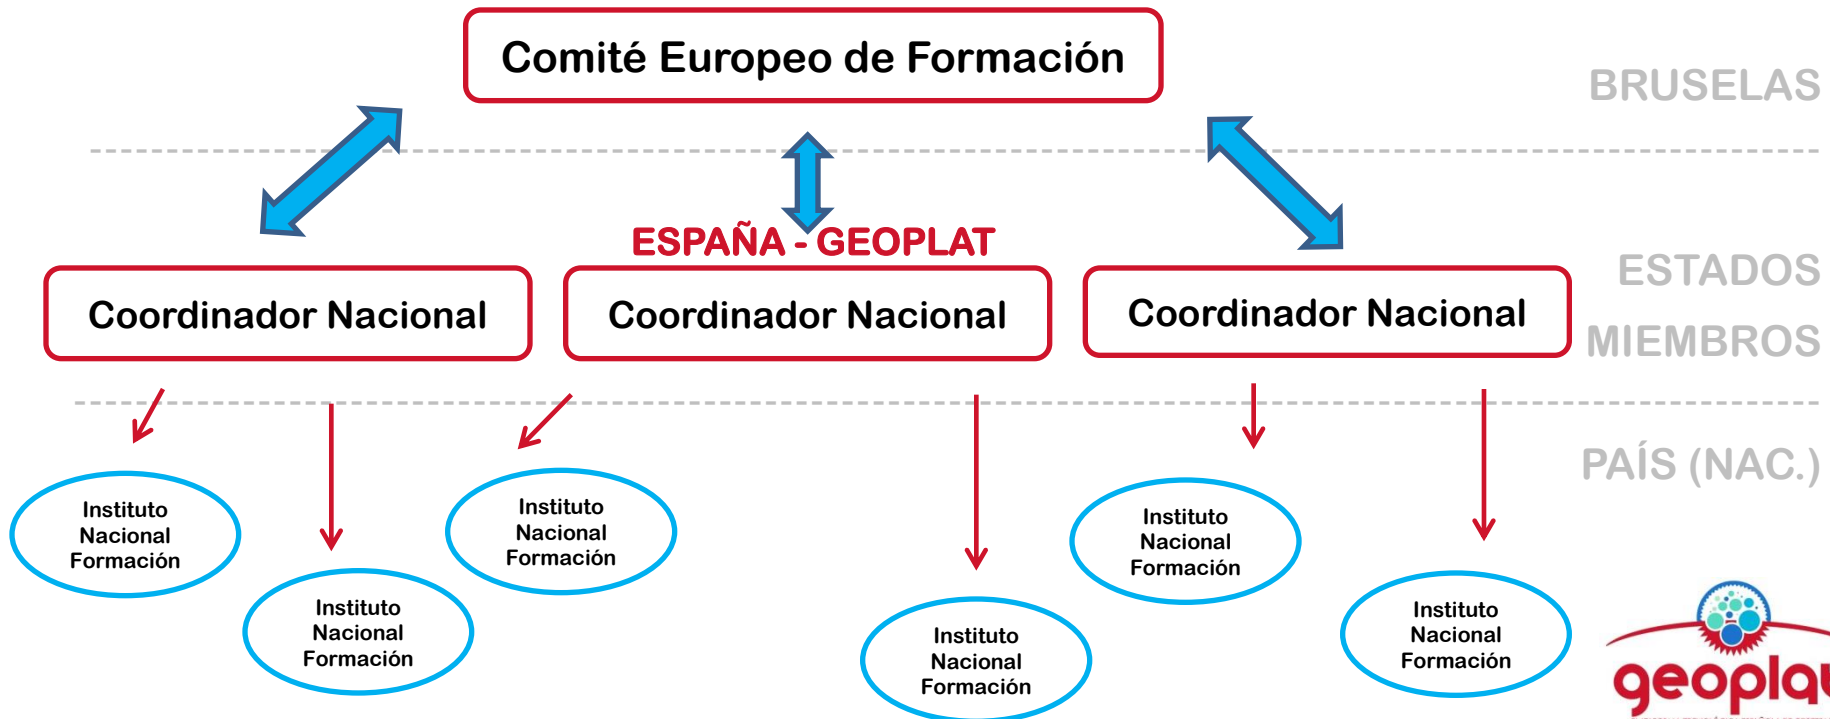 Comité Europeo de Formación
BRUSELAS
ESPAÑA - GEOPLAT
Coordinador Nacional
Coordinador Nacional
Coordinador Nacional
ESTADOS
MIEMBROS
PAÍS (NAC.)
Instituto
Nacional
Formación
Instituto
Nacional
Formación
Instituto
Nacional
Formación
Instituto
Nacional
Formación
Instituto
Nacional
Formación
Instituto
Nacional
Formación
geoplat